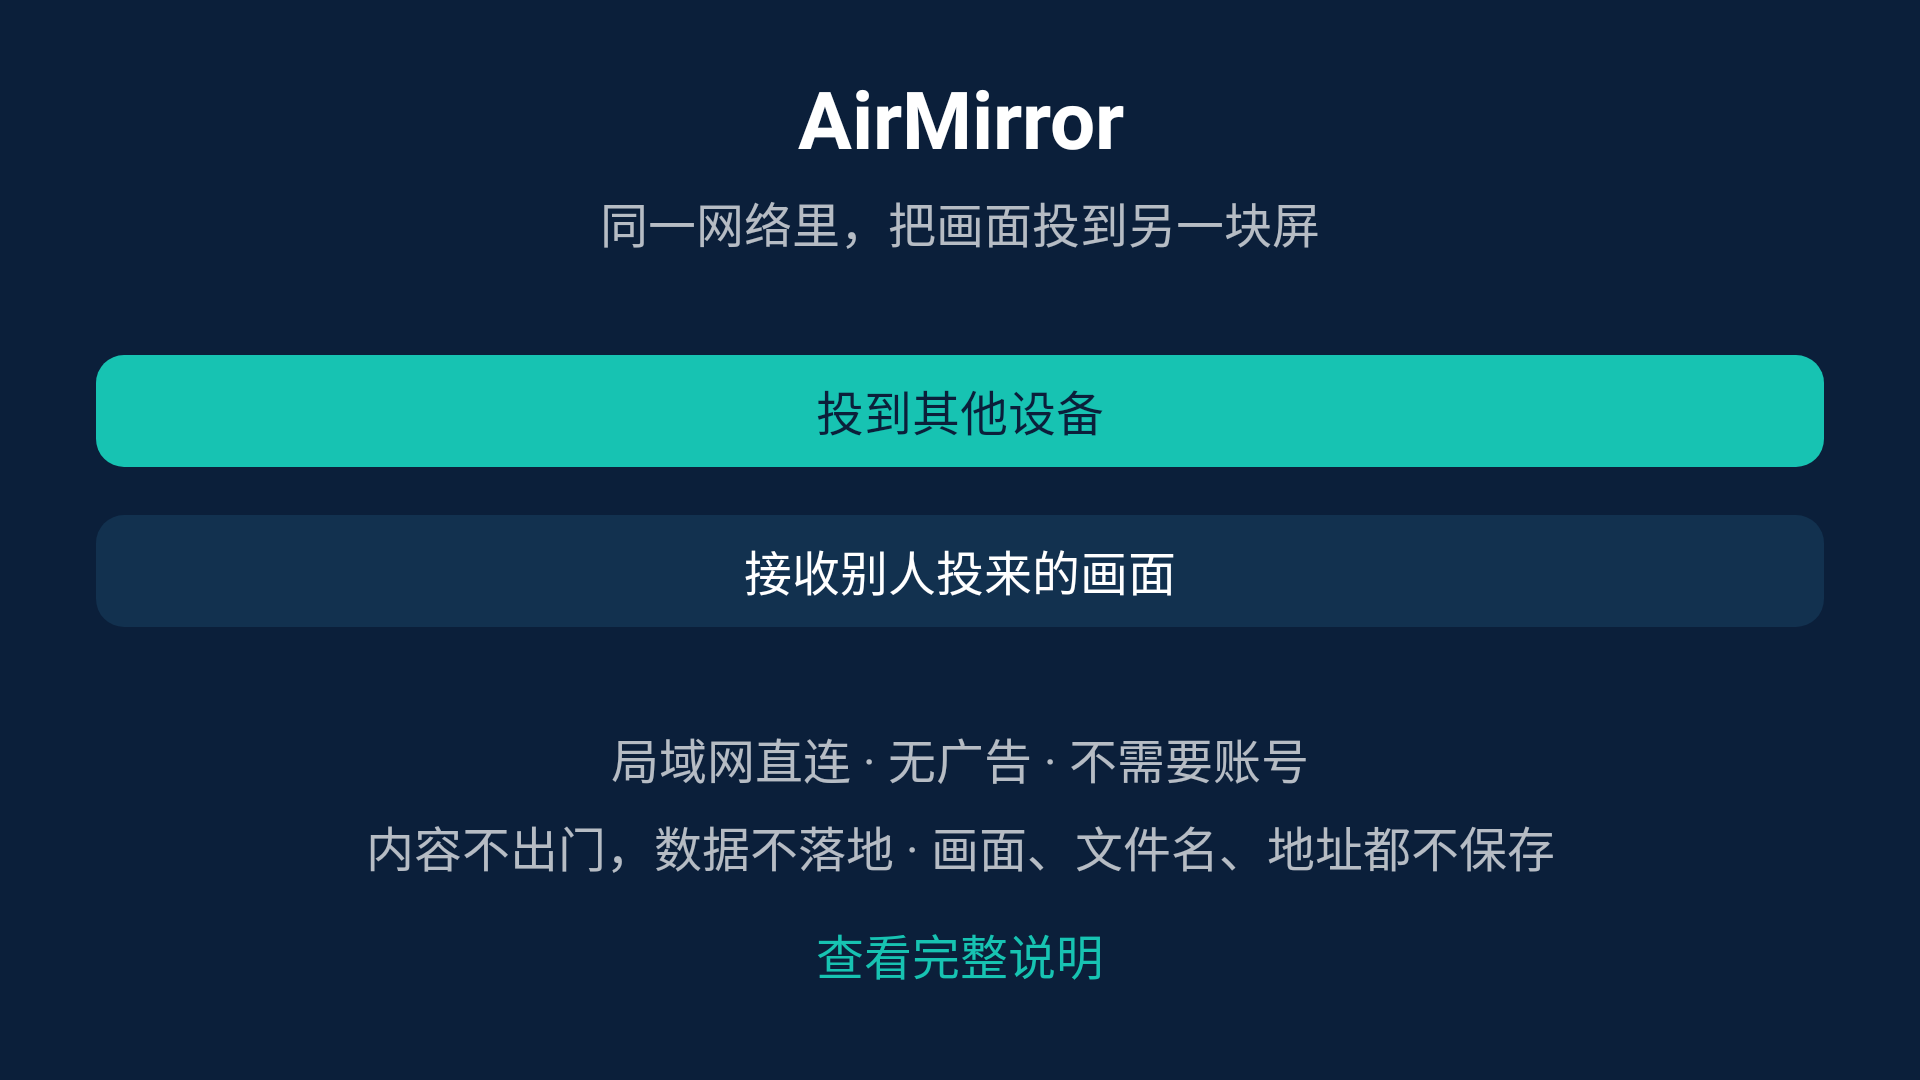 AirMirror
同一网络里，把画面投到另一块屏
投到其他设备
接收别人投来的画面
局域网直连 · 无广告 · 不需要账号
内容不出门，数据不落地 · 画面、文件名、地址都不保存
查看完整说明